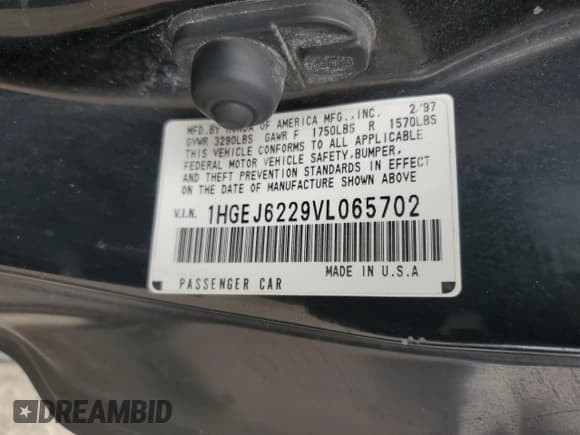 MFD.BY HONDA OF AMERICA MFG.,INC. 2/97
GVWR 3290LBS GAWR F 1750LBS R 1570LBS
THIS VEHICLE CONFORMS TO ALL APPLICABLE
FEDERAL MOTOR VEHICLE SAFETY,BUMPER,
AND THEFT PREVENTION STANDARDS IN EFFECT
ON THE DATE OF MANUFACTURE SHOWN ABOVE
V.I.N. 1HGEJ6229VL065702
PASSENGER CAR MADE IN U.S.A
DREAMBID